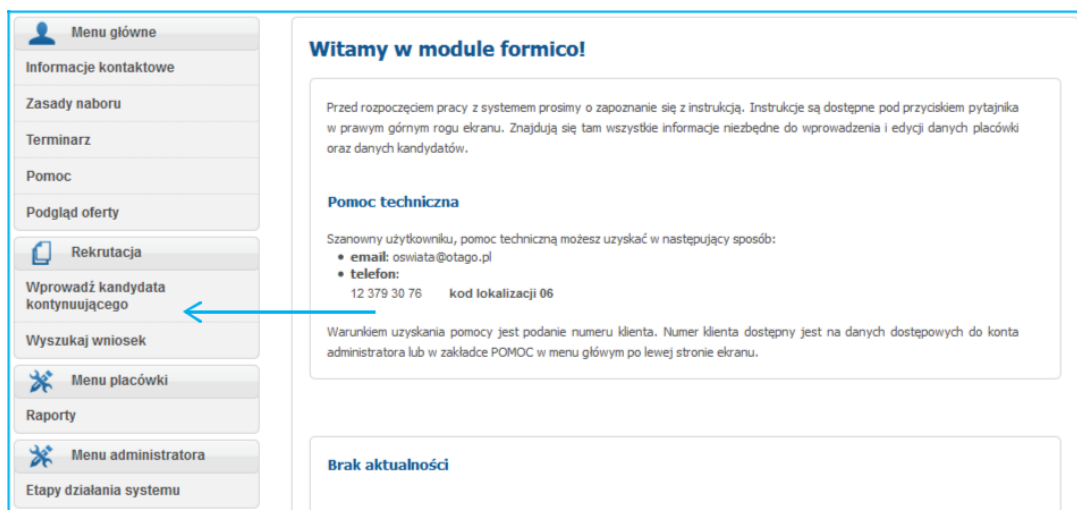 Menu główne
Informacje kontaktowe
Zasady naboru
Terminarz
Pomoc
Podgląd oferty
Rekrutacja
Wprowadź kandydata
kontynuującego
Wyszukaj wniosek
Menu placówki
Raporty
Menu administratora
Etapy działania systemu
Witamy w module formico!
Przed rozpoczęciem pracy z systemem prosimy o zapoznanie się z instrukcją. Instrukcje są dostępne pod przyciskiem pytajnika
w prawym górnym rogu ekranu. Znajdują się tam wszystkie informacje niezbędne do wprowadzenia i edycji danych placówki
oraz danych kandydatów.
Pomoc techniczna
Szanowny użytkowniku, pomoc techniczną możesz uzyskać w następujący sposób:
• email: oswiata@otago.pl
• telefon:
12 379 30 76 kod lokalizacji 06
Warunkiem uzyskania pomocy jest podanie numeru klienta. Numer klienta dostępny jest na danych dostępowych do konta
administratora lub w zakładce POMOC w menu głównym po lewej stronie ekranu.
Brak aktualności